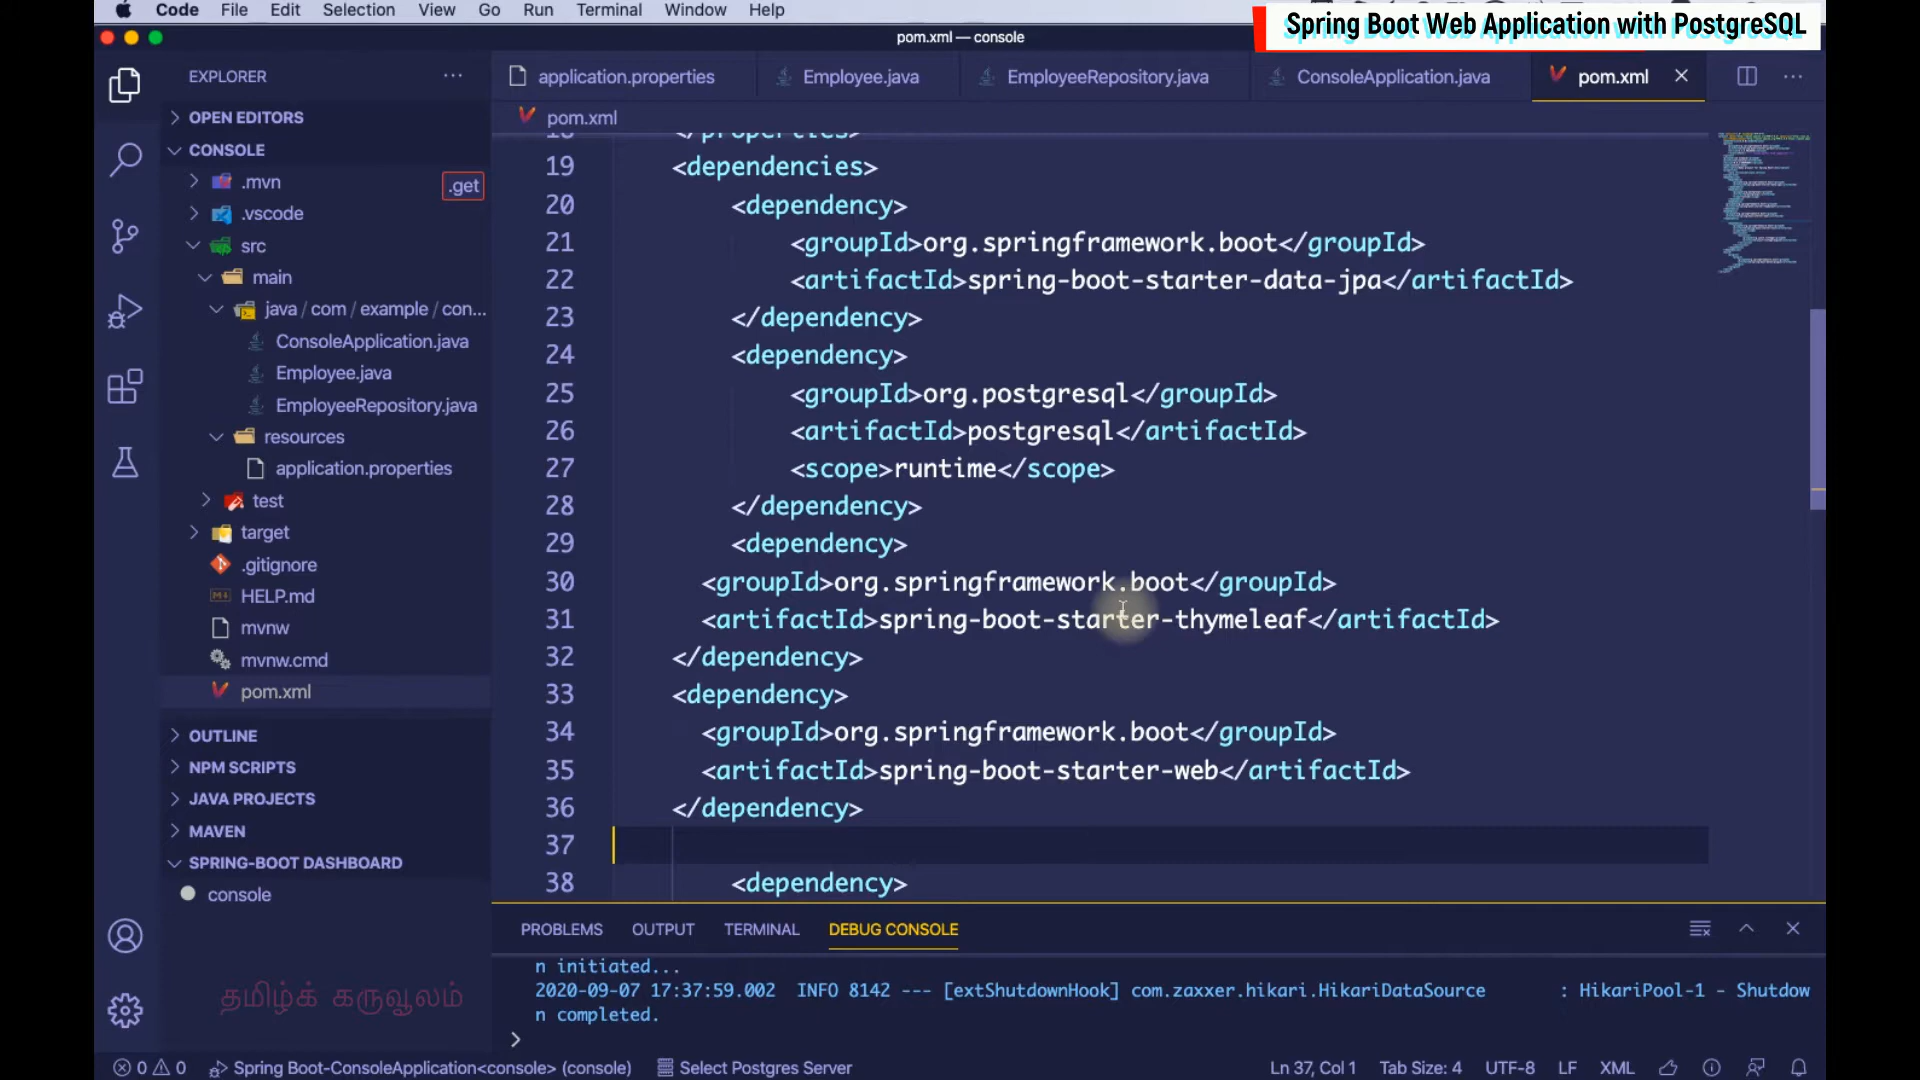 Code File Edit Selection View Go Run Terminal Window Help
pom.xml — console
Spring Boot Web Application with PostgreSQL
EXPLORER
application.properties
Employee.java
EmployeeRepository.java
ConsoleApplication.java
pom.xml
pom.xml
OPEN EDITORS
CONSOLE
.mvn
.get
.vscode
src
main
java / com / example / con...
ConsoleApplication.java
Employee.java
EmployeeRepository.java
resources
application.properties
test
target
.gitignore
HELP.md
mvnw
mvnw.cmd
pom.xml
OUTLINE
NPM SCRIPTS
JAVA PROJECTS
MAVEN
SPRING-BOOT DASHBOARD
console
தமிழ்க் கருவூலம்
18 </properties>
19 <dependencies>
20 <dependency>
21 <groupId>org.springframework.boot</groupId>
22 <artifactId>spring-boot-starter-data-jpa</artifactId>
23 </dependency>
24 <dependency>
25 <groupId>org.postgresql</groupId>
26 <artifactId>postgresql</artifactId>
27 <scope>runtime</scope>
28 </dependency>
29 <dependency>
30 <groupId>org.springframework.boot</groupId>
31 <artifactId>spring-boot-starter-thymeleaf</artifactId>
32 </dependency>
33 <dependency>
34 <groupId>org.springframework.boot</groupId>
35 <artifactId>spring-boot-starter-web</artifactId>
36 </dependency>
37
38 <dependency>
PROBLEMS OUTPUT TERMINAL DEBUG CONSOLE
n initiated...
2020-09-07 17:37:59.002 INFO 8142 --- [extShutdownHook] com.zaxxer.hikari.HikariDataSource : HikariPool-1 - Shutdow
n completed.
0 0 Spring Boot-ConsoleApplication<console> (console) Select Postgres Server Ln 37, Col 1 Tab Size: 4 UTF-8 LF XML